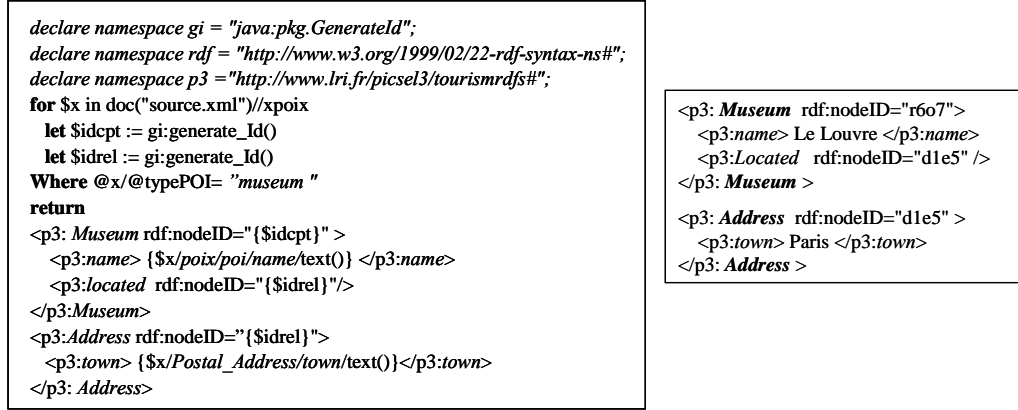 declare namespace gi = "java:pkg.GenerateId";
declare namespace rdf = "http://www.w3.org/1999/02/22-rdf-syntax-ns#";
declare namespace p3 ="http://www.lri.fr/picsel3/tourismrdfs#";
for $x in doc("source.xml")//xpoix
let $idcpt := gi:generate_Id()
let $idrel := gi:generate_Id()
Where @x/@typePOI= ”museum "
return
<p3: Museum rdf:nodeID="{$idcpt}" >
<p3:name> {$x/poix/poi/name/text()} </p3:name>
<p3:located rdf:nodeID="{$idrel}"/>
</p3:Museum>
<p3:Address rdf:nodeID=”{$idrel}">
<p3:town> {$x/Postal_Address/town/text()}</p3:town>
</p3: Address>
<p3: Museum rdf:nodeID="r6o7">
<p3:name> Le Louvre </p3:name>
<p3:Located rdf:nodeID="d1e5" />
</p3: Museum >
<p3: Address rdf:nodeID="d1e5" >
<p3:town> Paris </p3:town>
</p3: Address >